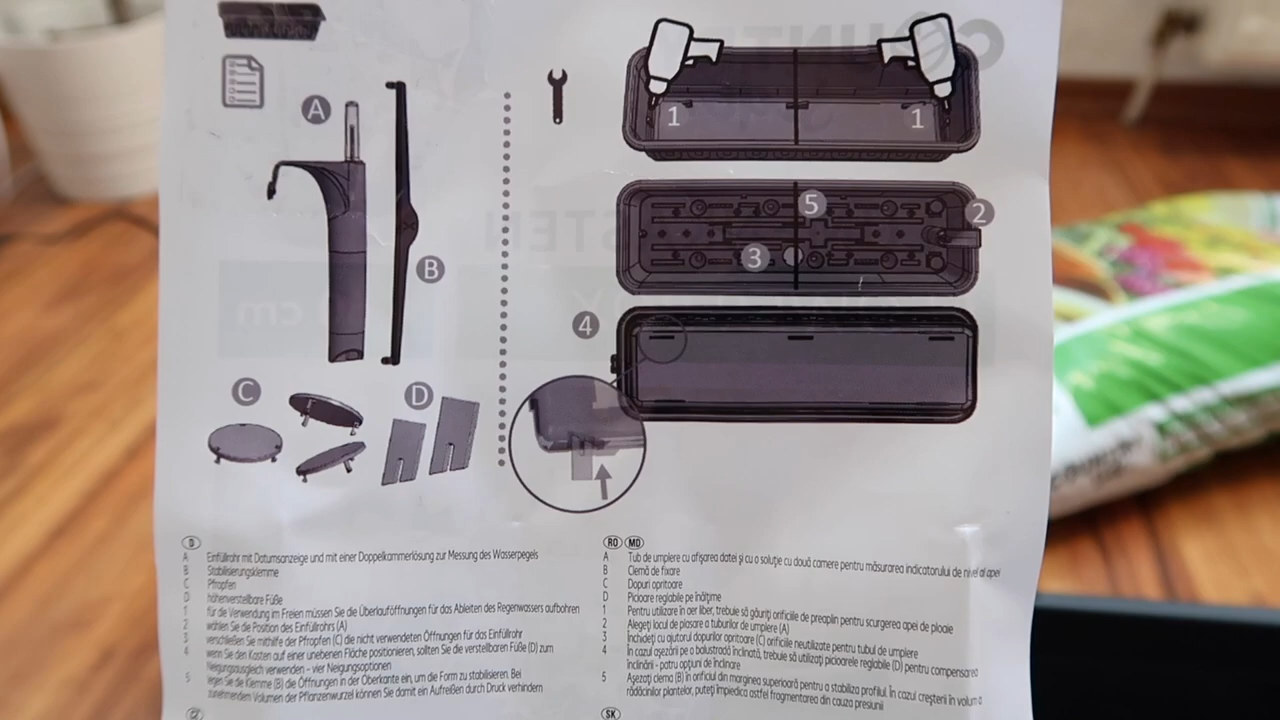 A
B
C
D
1
1
5
2
3
4
D
A Einfüllrohr mit Datumsanzeige und mit einer Doppelkammerlösung zur Messung des Wasserpegels
B Stabilisierungsklemme
C Pfropfen
D höhenverstellbare Füße
1 für die Verwendung im Freien müssen Sie die Überlauföffnungen für das Ableiten des Regenwassers aufbohren
2 wählen Sie die Position des Einfüllrohrs (A)
3 verschließen Sie mithilfe der Pfropfen (C) die nicht verwendeten Öffnungen für das Einfüllrohr
4 wenn Sie den Kasten auf einer unebenen Fläche positionieren, sollten Sie die verstellbaren Füße (D) zum
Neigungsausgleich verwenden – vier Neigungsoptionen
5 legen Sie die Klemme (B) die Öffnungen in der Oberkante ein, um die Form zu stabilisieren. Bei
zunehmendem Volumen der Pflanzenwurzel können Sie damit ein Aufreißen durch Druck verhindern
RO MD
A Tub de umplere cu afișarea datei și cu o soluție cu două camere pentru măsurarea indicatorului de nivel al apei
B Clemă de fixare
C Dopuri opritoare
D Picioare reglabile pe înălțime
1 Pentru utilizare în aer liber, trebuie să găuriți orificiile de preaplin pentru scurgerea apei de ploaie
2 Alegeți locul de plasare a tuburilor de umplere (A)
3 Închideți cu ajutorul dopurilor opritoare (C) orificiile neutilizate pentru tubul de umplere
4 În cazul așezării pe o balustradă înclinată, trebuie să utilizați picioarele reglabile (D) pentru compensarea
înclinării - patru opțiuni de înclinare
5 Așezați clema (B) în orificiul din marginea superioară pentru a stabiliza profilul. În cazul creșterii în volum a
rădăcinilor plantelor, puteți împiedica astfel fragmentarea din cauza presiunii
CZ
SK